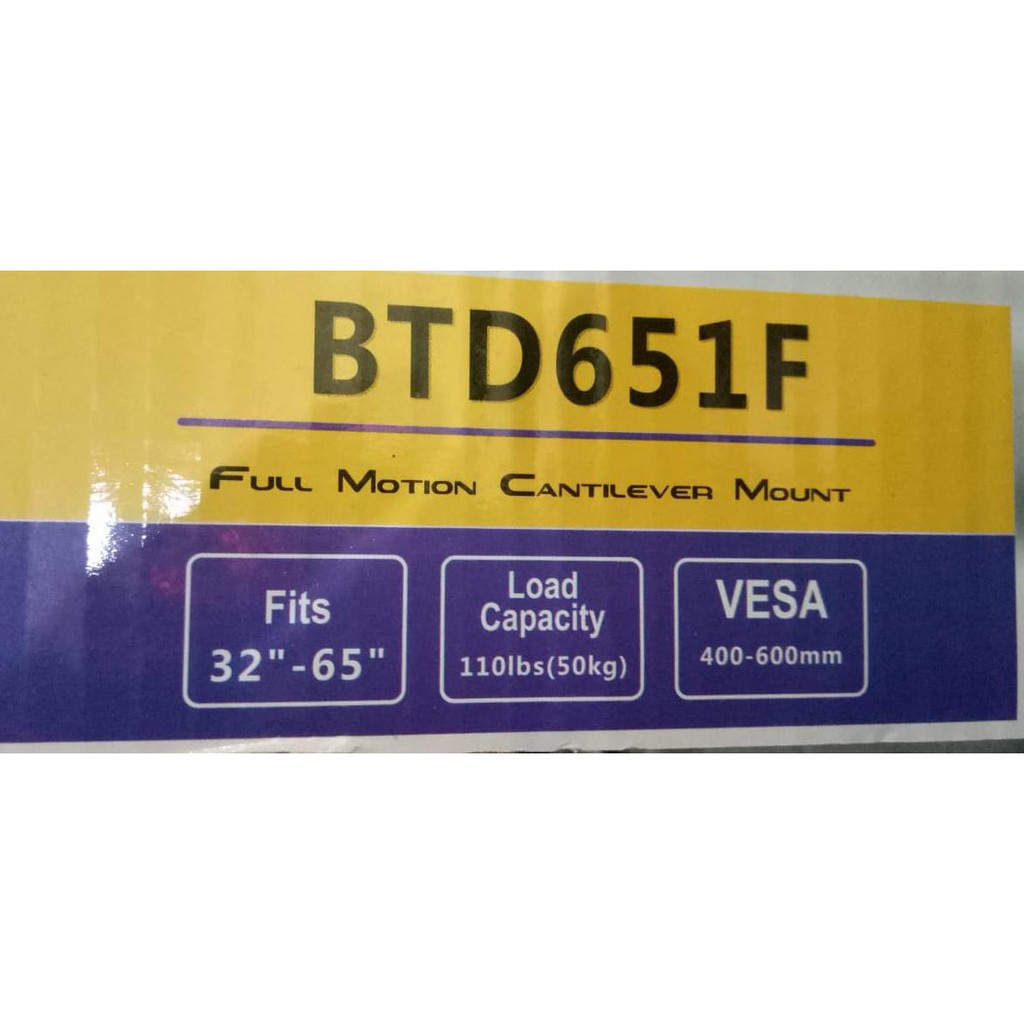 BTD651F
FULL MOTION CANTILEVER MOUNT
Fits
32"-65"
Load
Capacity
110lbs(50kg)
VESA
400-600mm